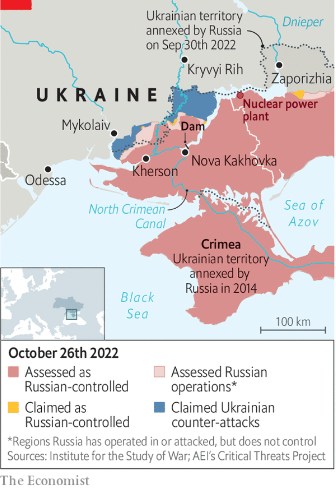 Ukrainian territory
annexed by Russia
on Sep 30th 2022
Dnieper
Kryvyi Rih
Zaporizhia
UKRAINE
Nuclear power
plant
Mykolaiv
Dam
Nova Kakhovka
Kherson
Odessa
North Crimean
Canal
Sea of
Azov
Crimea
Ukrainian territory
annexed by
Russia in 2014
Black
Sea
100 km
October 26th 2022
Assessed as
Russian-controlled
Assessed Russian
operations*
Claimed as
Russian-controlled
Claimed Ukrainian
counter-attacks
*Regions Russia has operated in or attacked, but does not control
Sources: Institute for the Study of War; AEI's Critical Threats Project
The Economist